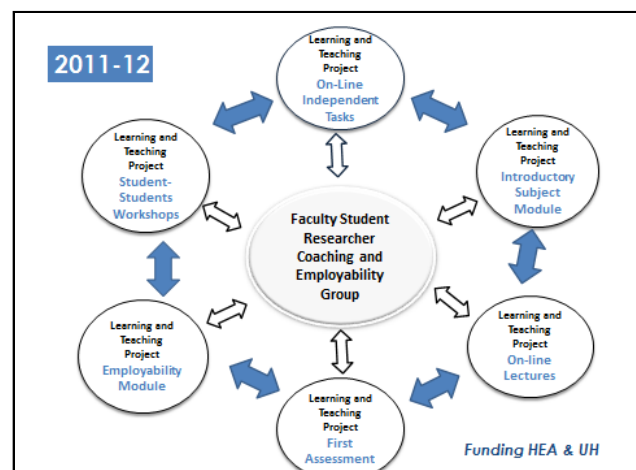 2011-12
Learning and
Teaching
Project
On-Line
Independent
Tasks
Learning and
Teaching
Project
Student-
Students
Workshops
Learning and
Teaching
Project
Introductory
Subject
Module
Faculty Student
Researcher
Coaching and
Employability
Group
Learning and
Teaching
Project
Employability
Module
Learning and
Teaching
Project
On-line
Lectures
Learning and
Teaching
Project
First
Assessment
Funding HEA & UH